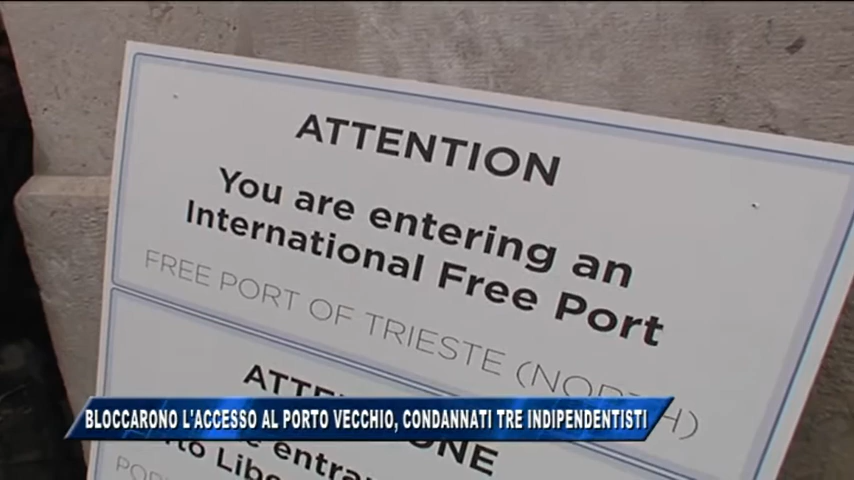 ATTENTION
You are entering an
International Free Port
FREE PORT OF TRIESTE (NORTH)
BLOCCARONO L'ACCESSO AL PORTO VECCHIO, CONDANNATI TRE INDIPENDENTISTI